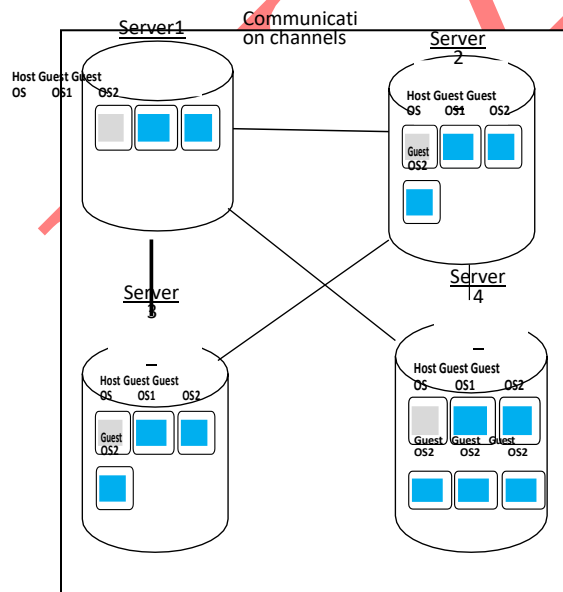 Communicati
on channels
Server1
Server
2
Host Guest Guest
OS OS1 OS2
Host Guest Guest
OS OS1 OS2
Guest
OS2
Server
3
Server
4
Host Guest Guest
OS OS1 OS2
Guest
OS2
Host Guest Guest
OS OS1 OS2
Guest Guest Guest
OS2 OS2 OS2